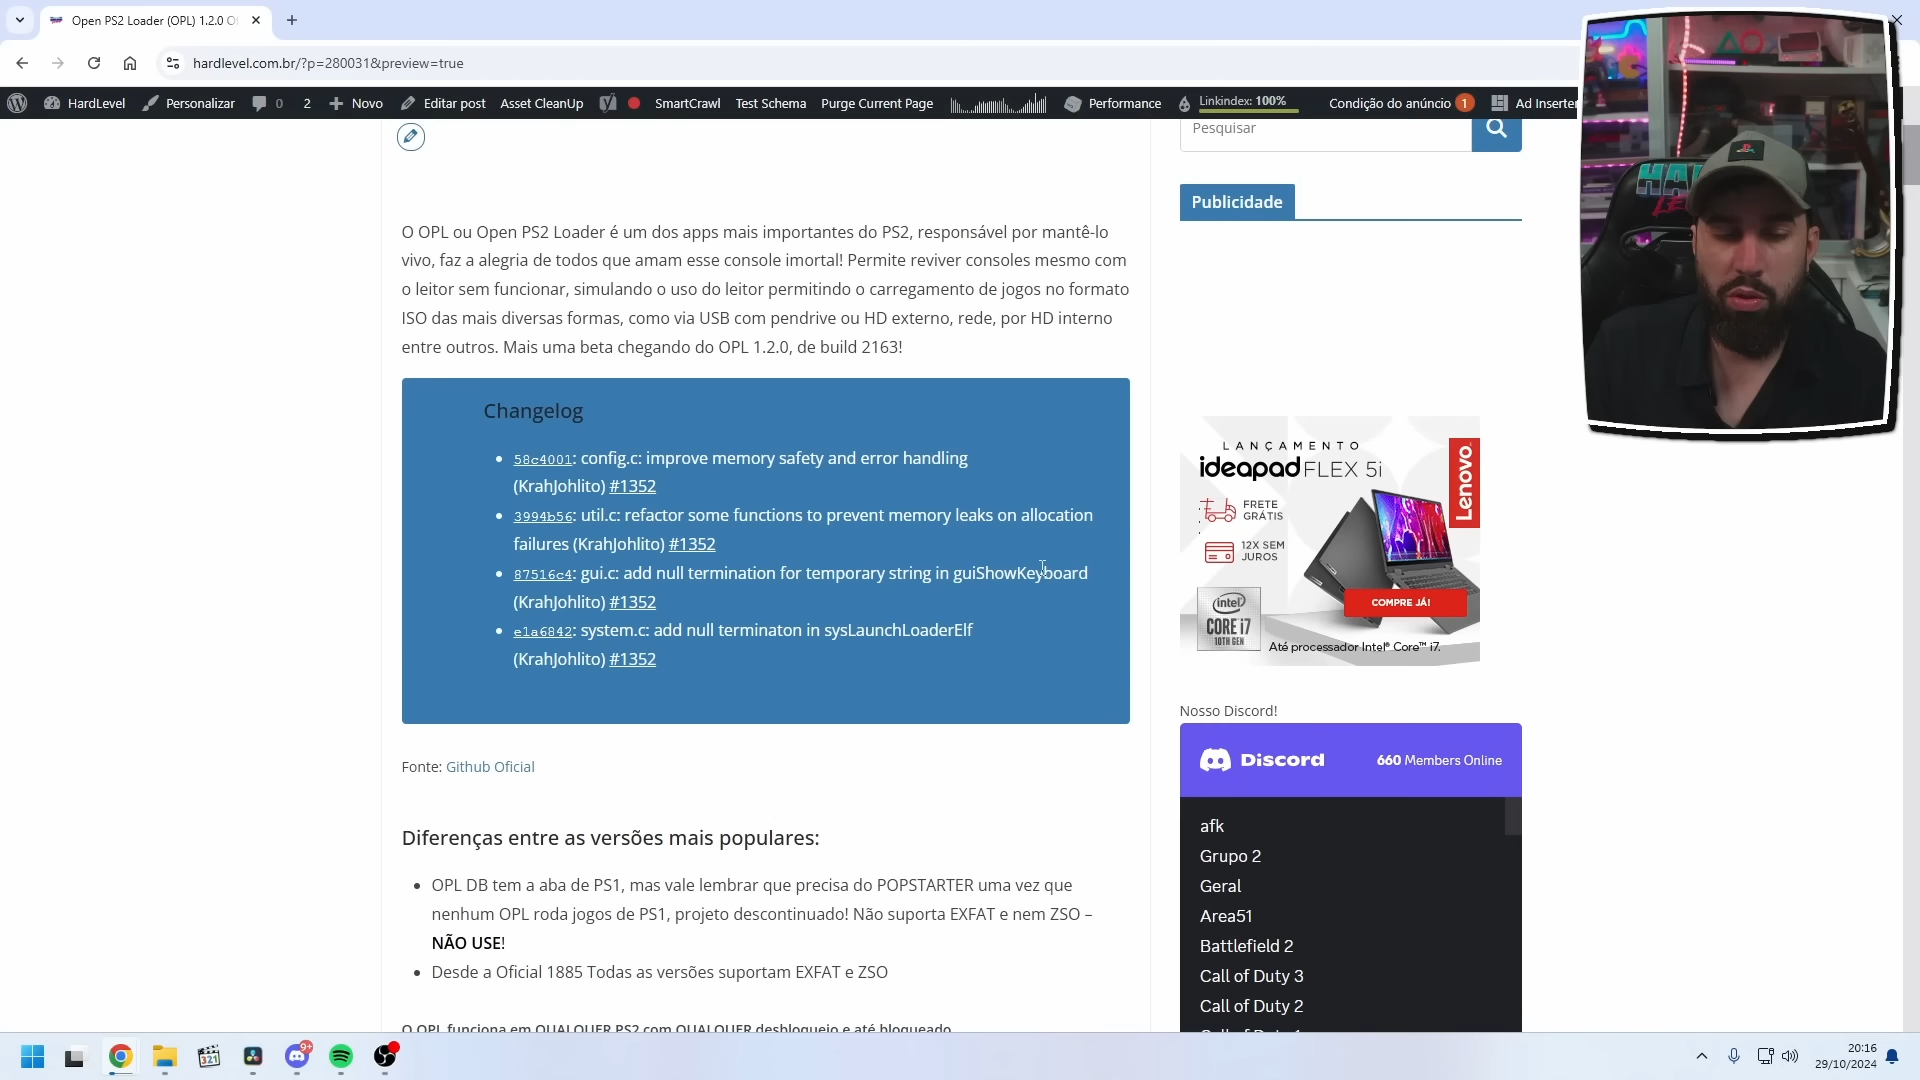 Open PS2 Loader (OPL) 1.2.0
hardlevel.com.br/?p=280031&preview=true
HardLevel
Personalizar
0
2
Novo
Editar post
Asset CleanUp
SmartCrawl
Test Schema
Purge Current Page
Performance
Linkindex: 100%
Condição do anúncio
1
Ad Inserter
Pesquisar
O OPL ou Open PS2 Loader é um dos apps mais importantes do PS2, responsável por mantê-lo
vivo, faz a alegria de todos que amam esse console imortal! Permite reviver consoles mesmo com
o leitor sem funcionar, simulando o uso do leitor permitindo o carregamento de jogos no formato
ISO das mais diversas formas, como via USB com pendrive ou HD externo, rede, por HD interno
entre outros. Mais uma beta chegando do OPL 1.2.0, de build 2163!
Changelog
58c4001: config.c: improve memory safety and error handling
(KrahJohlito) #1352
3994b56: util.c: refactor some functions to prevent memory leaks on allocation
failures (KrahJohlito) #1352
87516c4: gui.c: add null termination for temporary string in guiShowKeyboard
(KrahJohlito) #1352
e1a6842: system.c: add null terminaton in sysLaunchLoaderElf
(KrahJohlito) #1352
Fonte: Github Oficial
Diferenças entre as versões mais populares:
OPL DB tem a aba de PS1, mas vale lembrar que precisa do POPSTARTER uma vez que
nenhum OPL roda jogos de PS1, projeto descontinuado! Não suporta EXFAT e nem ZSO –
NÃO USE!
Desde a Oficial 1885 Todas as versões suportam EXFAT e ZSO
O OPL funciona em QUALQUER PS2 com QUALQUER desbloqueio e até bloqueado
Publicidade
LANÇAMENTO
ideapad FLEX 5i
Lenovo
FRETE
GRÁTIS
12X SEM
JUROS
intel
CORE i7
10TH GEN
COMPRE JÁ!
Até processador Intel® Core™ i7.
Nosso Discord!
Discord
660 Members Online
afk
Grupo 2
Geral
Area51
Battlefield 2
Call of Duty 3
Call of Duty 2
321
9+
20:16
29/10/2024